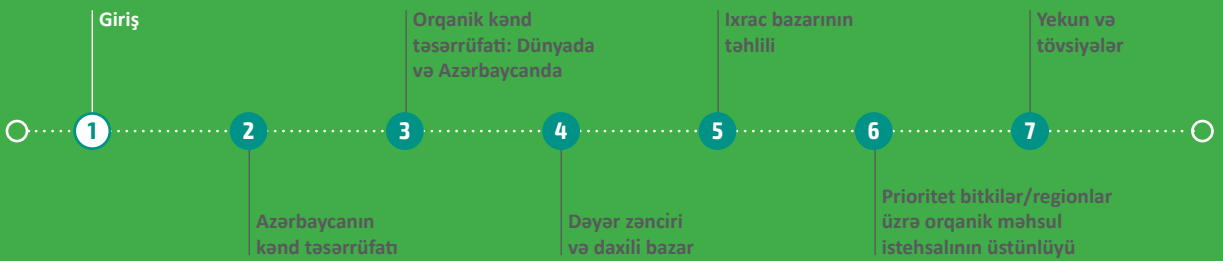 Giriş
Orqanik kənd
təsərrüfatı: Dünyada
və Azərbaycanda
Ixrac bazarının
təhlili
Yekun və
tövsiyələr
1
2
3
4
5
6
7
Azərbaycanın
kənd təsərrüfatı
Dəyər zənciri
və daxili bazar
Prioritet bitkilər/regionlar
üzrə orqanik məhsul
istehsalının üstünlüyü